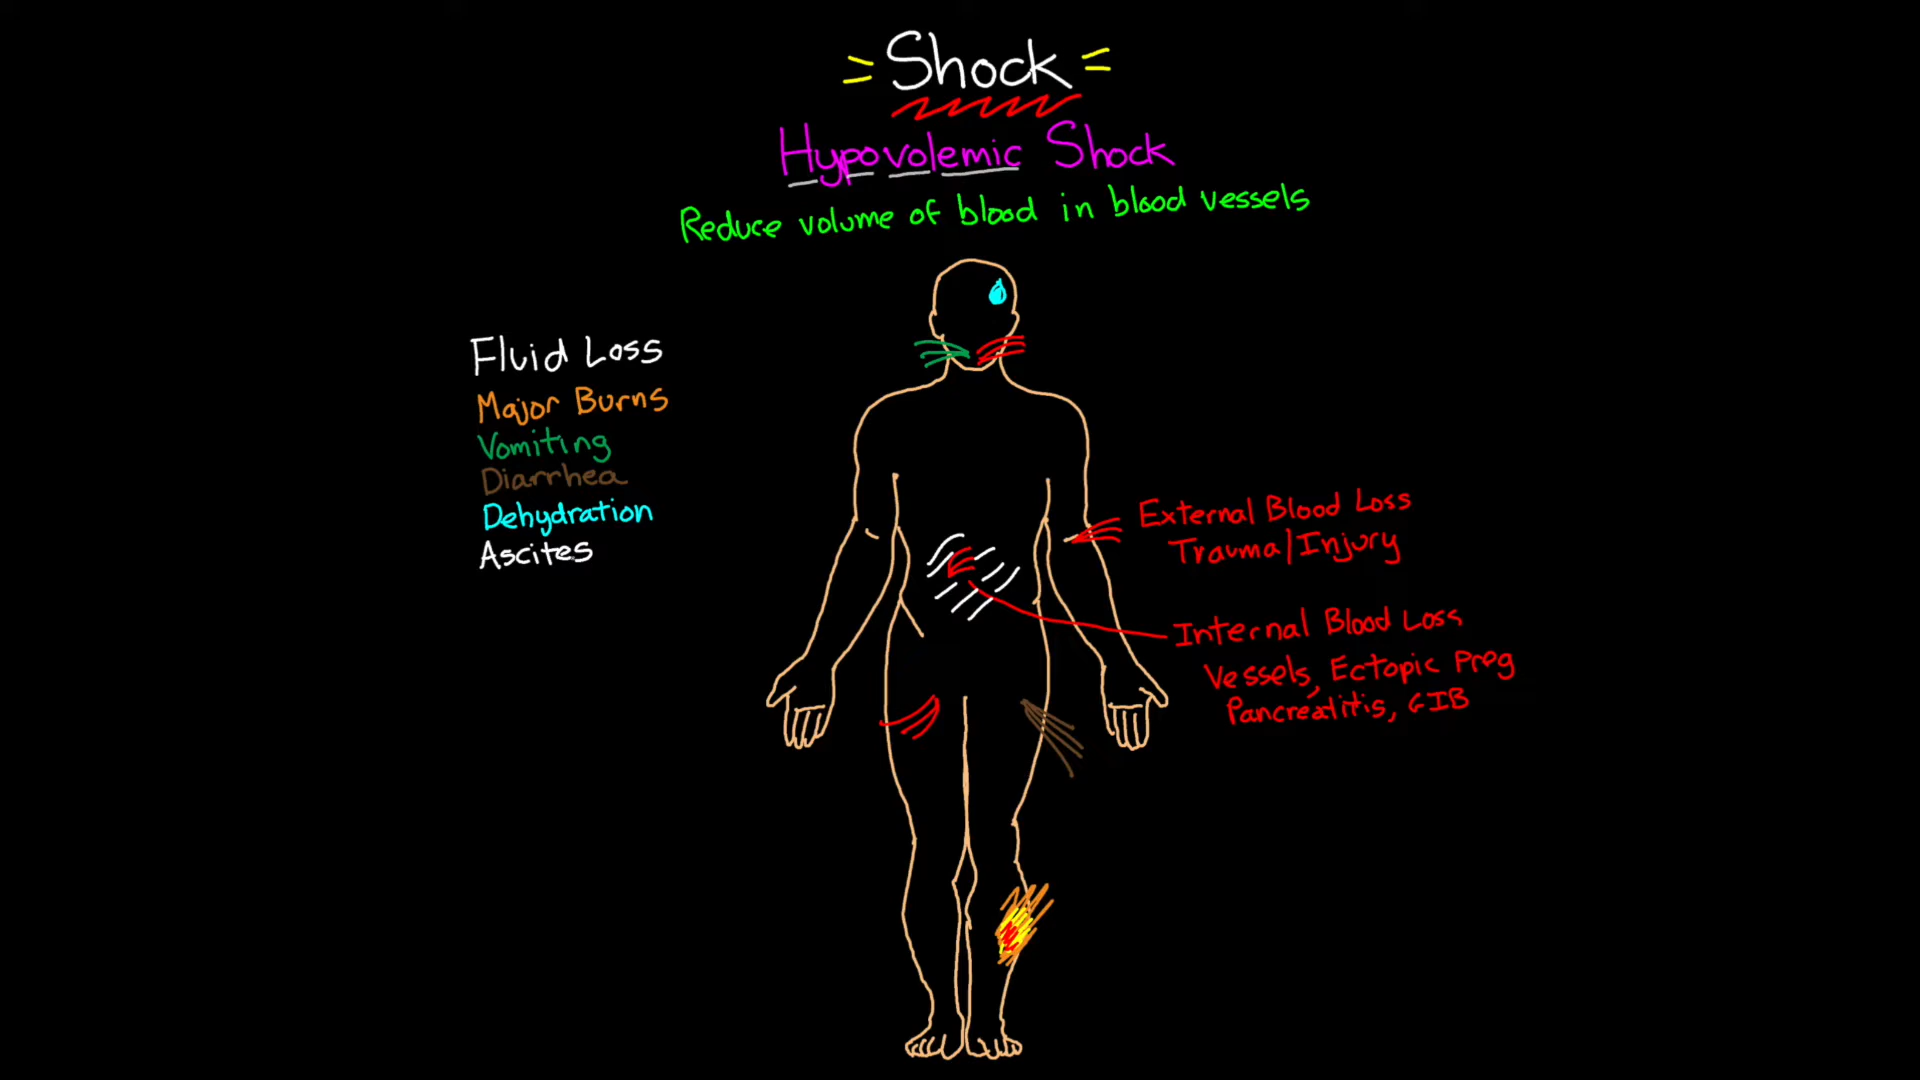 Shock
Hypovolemic Shock
Reduce volume of blood in blood vessels
Fluid Loss
Major Burns
Vomiting
Diarrhea
Dehydration
Ascites
External Blood Loss
Trauma/Injury
Internal Blood Loss
Vessels, Ectopic Preg
Pancreatitis, GIB